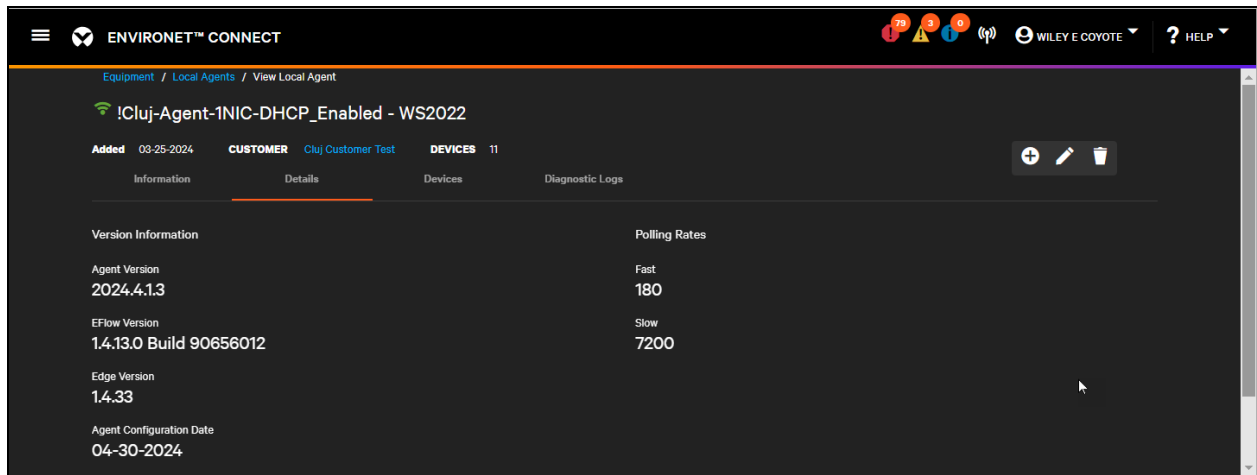 79 3 0
ENVIRONET™ CONNECT WILEY E COYOTE ? HELP
Equipment / Local Agents / View Local Agent
!Cluj-Agent-1NIC-DHCP_Enabled - WS2022
Added 03-25-2024 CUSTOMER Cluj Customer Test DEVICES 11
Information Details Devices Diagnostic Logs
Version Information Polling Rates
Agent Version Fast
2024.4.1.3 180
EFlow Version Slow
1.4.13.0 Build 90656012 7200
Edge Version
1.4.33
Agent Configuration Date
04-30-2024